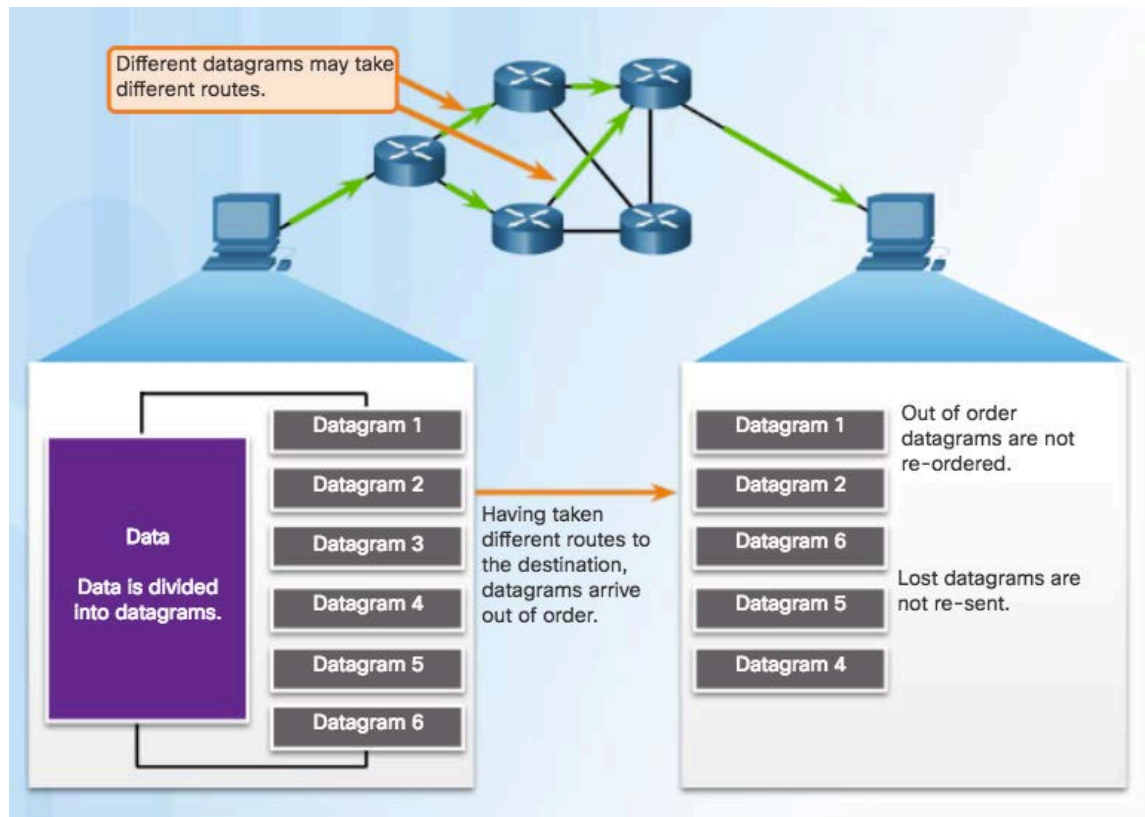 Different datagrams may take
different routes.
Data
Data is divided
into datagrams.
Datagram 1
Datagram 2
Datagram 3
Datagram 4
Datagram 5
Datagram 6
Having taken
different routes to
the destination,
datagrams arrive
out of order.
Datagram 1
Datagram 2
Datagram 6
Datagram 5
Datagram 4
Out of order
datagrams are not
re-ordered.
Lost datagrams are
not re-sent.